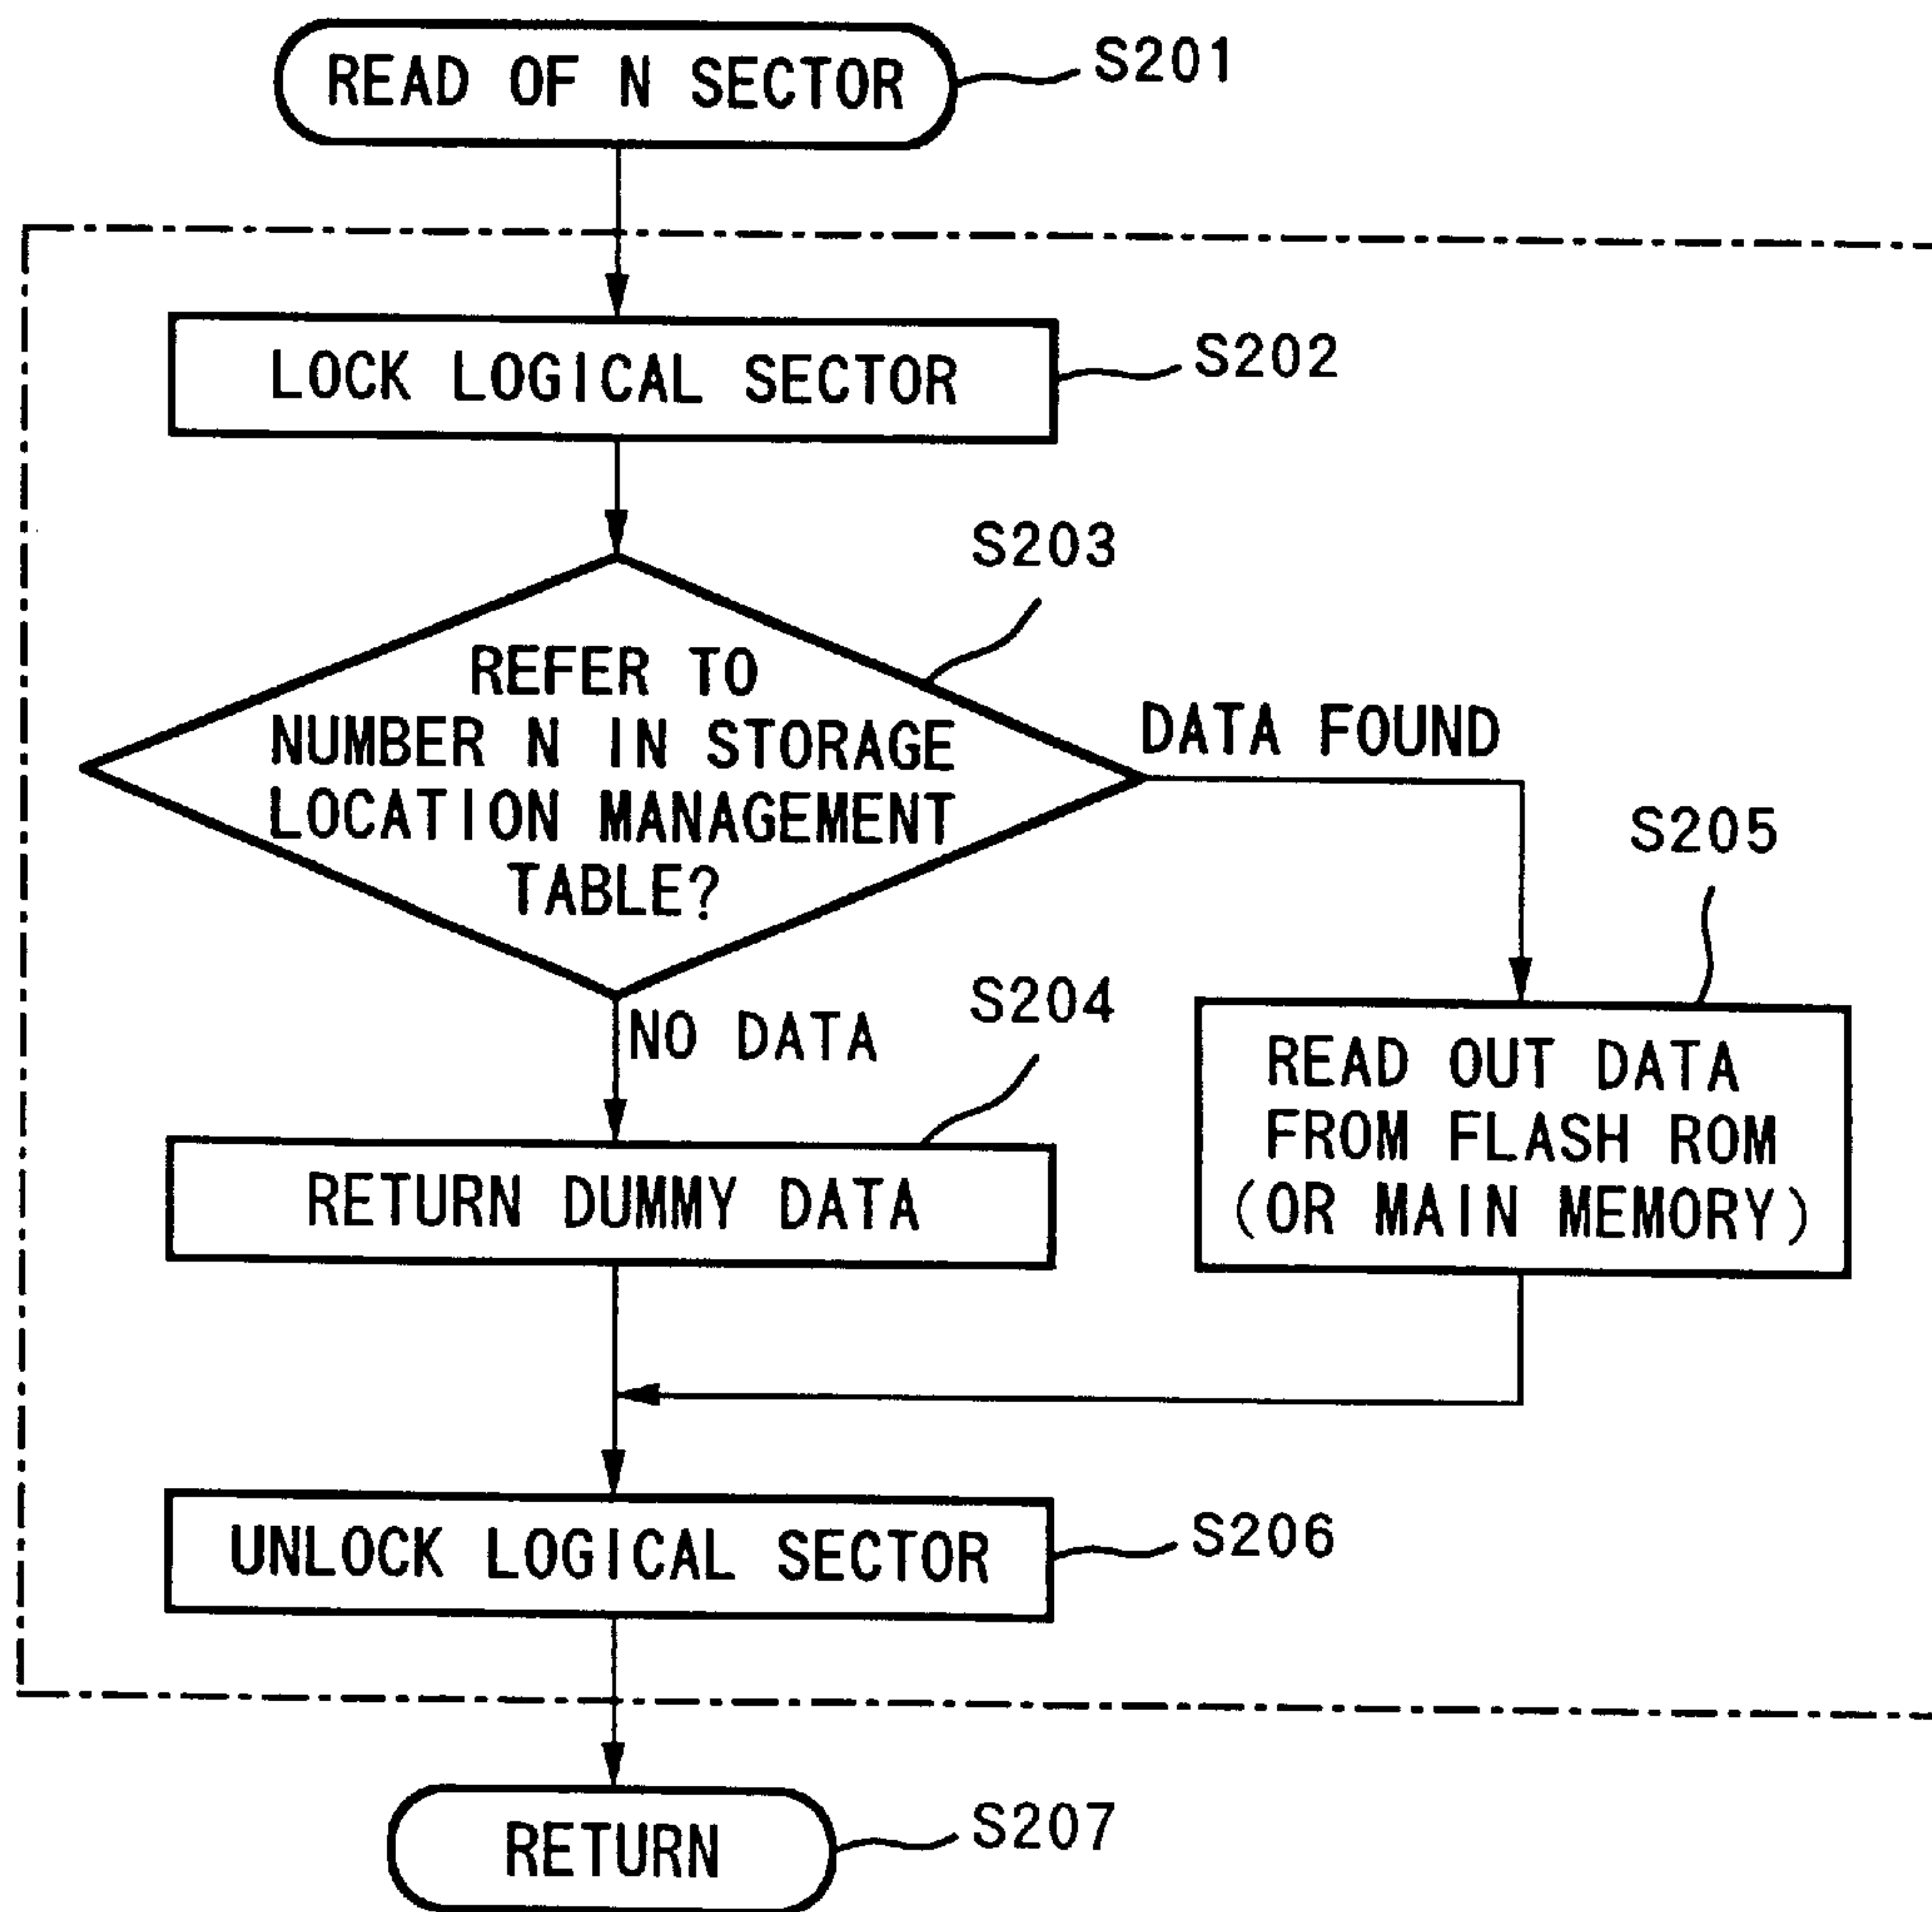 READ OF N SECTOR
S201
LOCK LOGICAL SECTOR
S202
S203
REFER TO
NUMBER N IN STORAGE
LOCATION MANAGEMENT
TABLE?
DATA FOUND
S205
NO DATA
S204
READ OUT DATA
FROM FLASH ROM
(OR MAIN MEMORY)
RETURN DUMMY DATA
UNLOCK LOGICAL SECTOR
S206
RETURN
S207